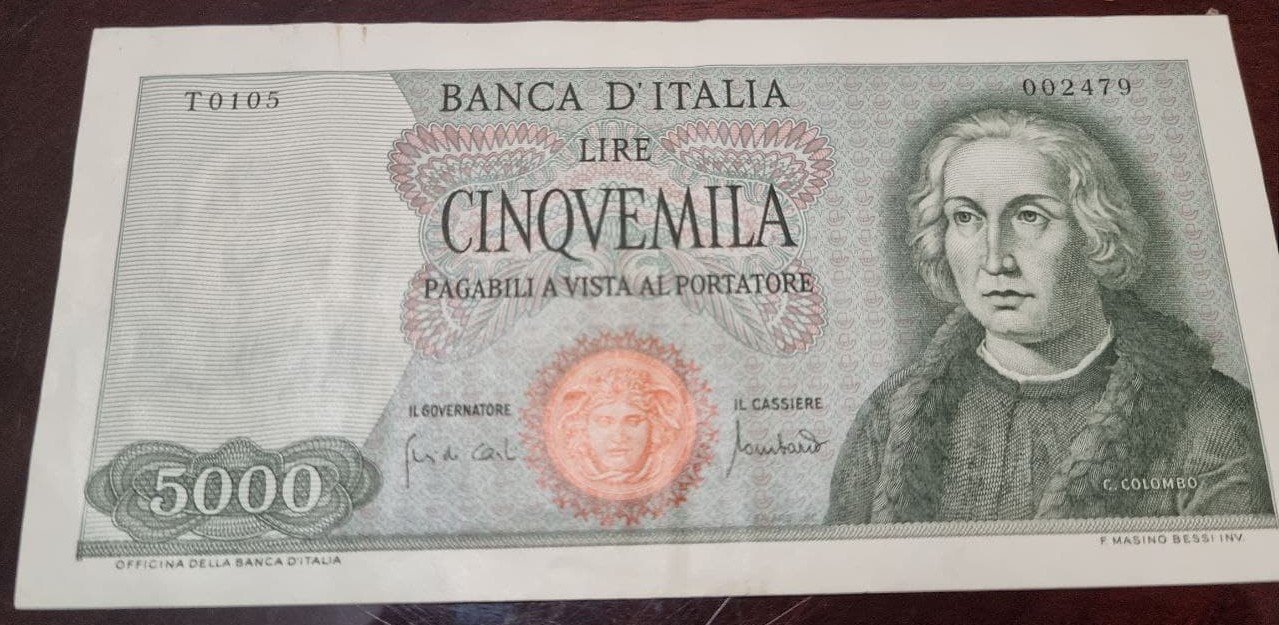 T0105
BANCA D'ITALIA
002479
LIRE
CINQVEMILA
PAGABILI A VISTA AL PORTATORE
IL GOVERNATORE
IL CASSIERE
Lombardo
5000
C. COLOMBO
OFFICINA DELLA BANCA D'ITALIA
F. MASINO BESSI INV.